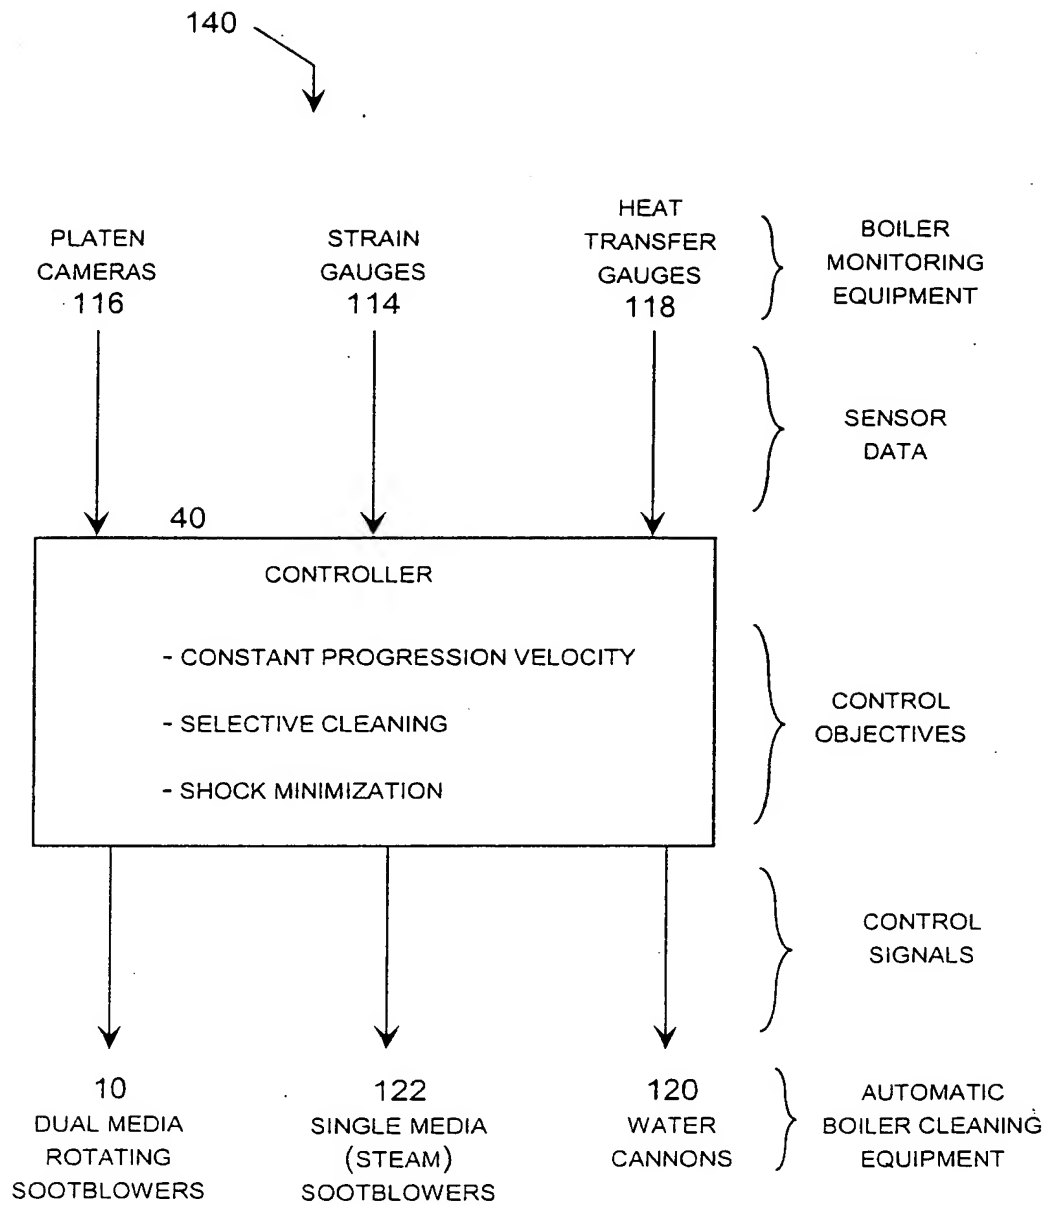 140
PLATEN
CAMERAS
116
STRAIN
GAUGES
114
HEAT
TRANSFER
GAUGES
118
BOILER
MONITORING
EQUIPMENT
SENSOR
DATA
40
CONTROLLER
- CONSTANT PROGRESSION VELOCITY
- SELECTIVE CLEANING
- SHOCK MINIMIZATION
CONTROL
OBJECTIVES
CONTROL
SIGNALS
10
DUAL MEDIA
ROTATING
SOOTBLOWERS
122
SINGLE MEDIA
(STEAM)
SOOTBLOWERS
120
WATER
CANNONS
AUTOMATIC
BOILER CLEANING
EQUIPMENT